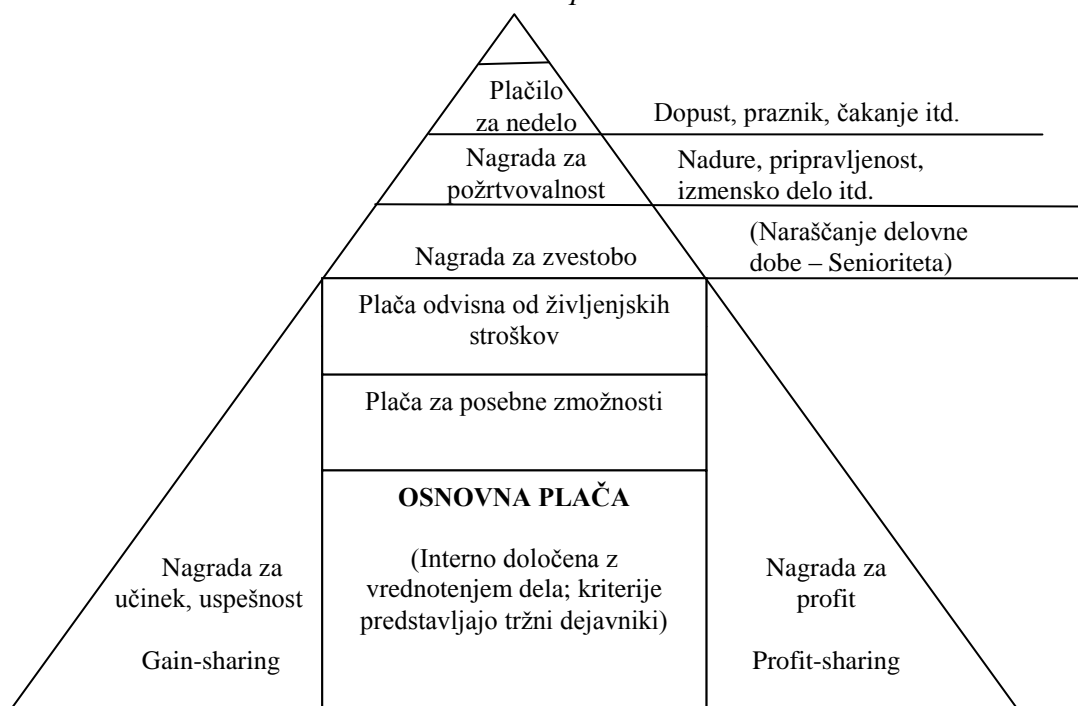 Plačilo
za nedelo
Dopust, praznik, čakanje itd.
Nagrada za
požrtvovalnost
Nadure, pripravljenost,
izmensko delo itd.
Nagrada za zvestobo
(Naraščanje delovne
dobe – Senioriteta)
Plača odvisna od življenjskih
stroškov
Plača za posebne zmožnosti
OSNOVNA PLAČA
(Interno določena z
vrednotenjem dela; kriterije
predstavljajo tržni dejavniki)
Nagrada za
učinek, uspešnost
Gain-sharing
Nagrada za
profit
Profit-sharing